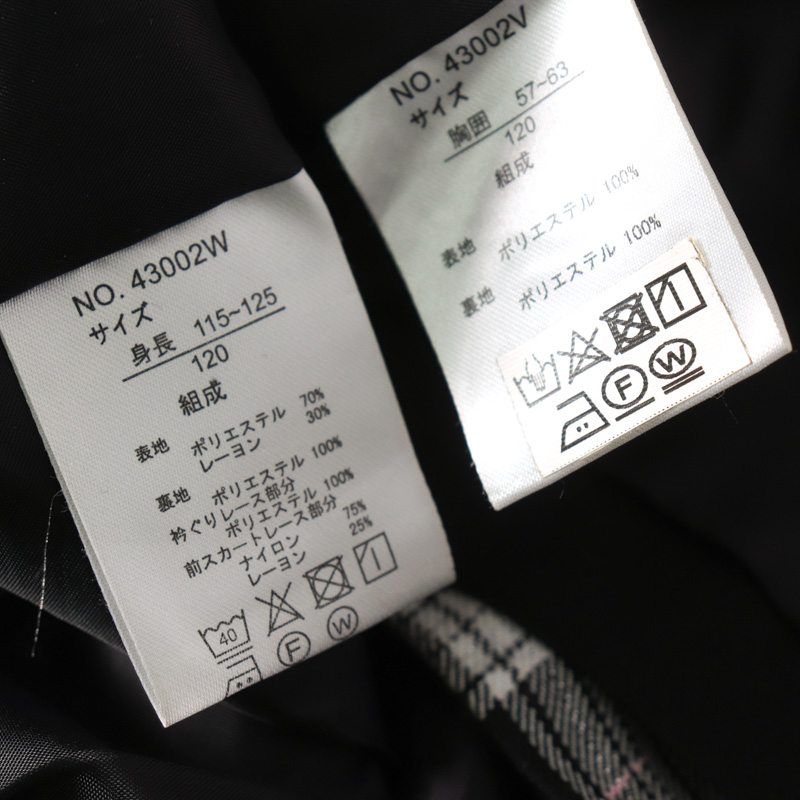 NO. 43002W
サイズ
身長 115~125
120
組成
表地 ポリエステル 70%
レーヨン 30%
裏地 ポリエステル 100%
衿ぐりレース部分
ポリエステル 100%
前スカートレース部分
ナイロン 75%
レーヨン 25%
40
F
W
NO. 43002V
サイズ
胸囲 57~63
120
組成
表地 ポリエステル 100%
裏地 ポリエステル 100%
F
W